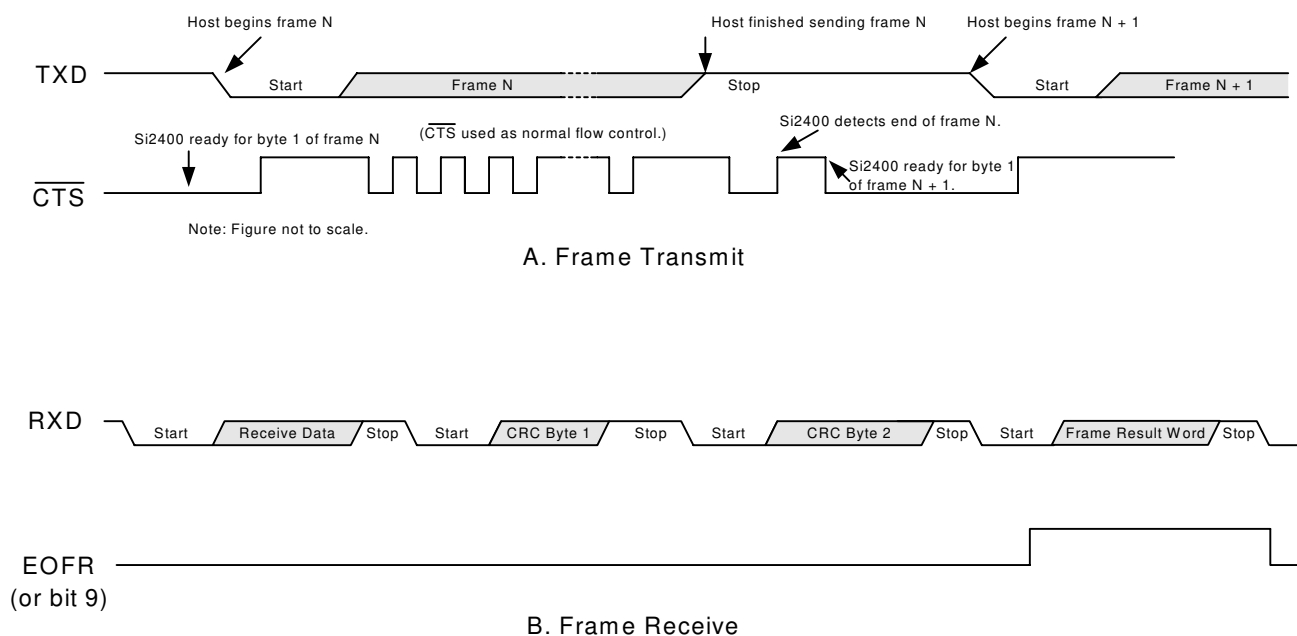 Host begins frame N
Host finished sending frame N
Host begins frame N + 1
TXD
Start
Frame N
Stop
Start
Frame N + 1
Si2400 ready for byte 1 of frame N
(CTS used as normal flow control.)
Si2400 detects end of frame N.
Si2400 ready for byte 1
of frame N + 1.
CTS
Note: Figure not to scale.
A. Frame Transmit
RXD
Start
Receive Data
Stop
Start
CRC Byte 1
Stop
Start
CRC Byte 2
Stop
Start
Frame Result Word
Stop
EOFR
(or bit 9)
B. Frame Receive